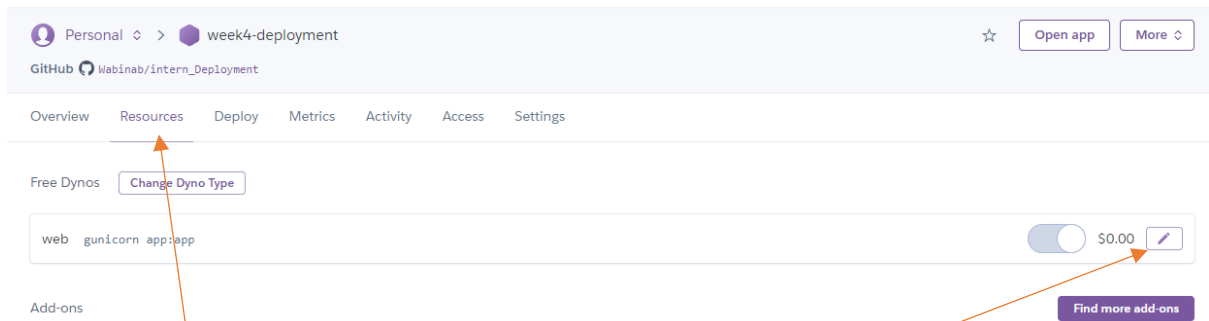 Personal > week4-deployment Open app More
GitHub Wabinab/intern_Deployment
Overview Resources Deploy Metrics Activity Access Settings
Free Dynos Change Dyno Type
web gunicorn app:app $0.00
Add-ons Find more add-ons